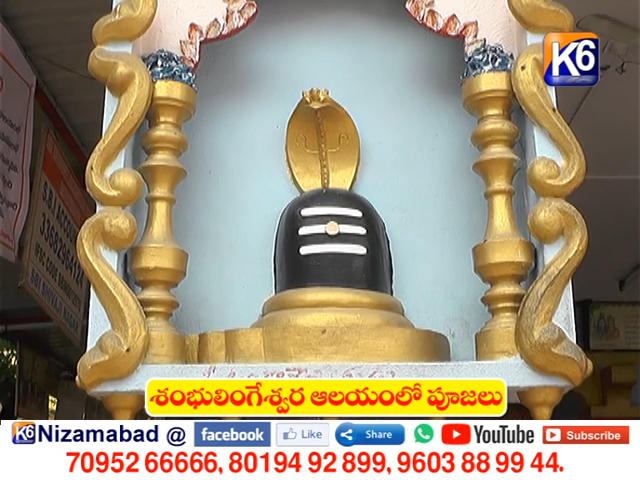 K6
S.B.ACCOU
శంభులింగేశ్వర ఆలయంలో పూజలు
K6 Nizamabad @ facebook Like Share YouTube Subscribe
70952 66666, 80194 92 899, 9603 88 99 44.